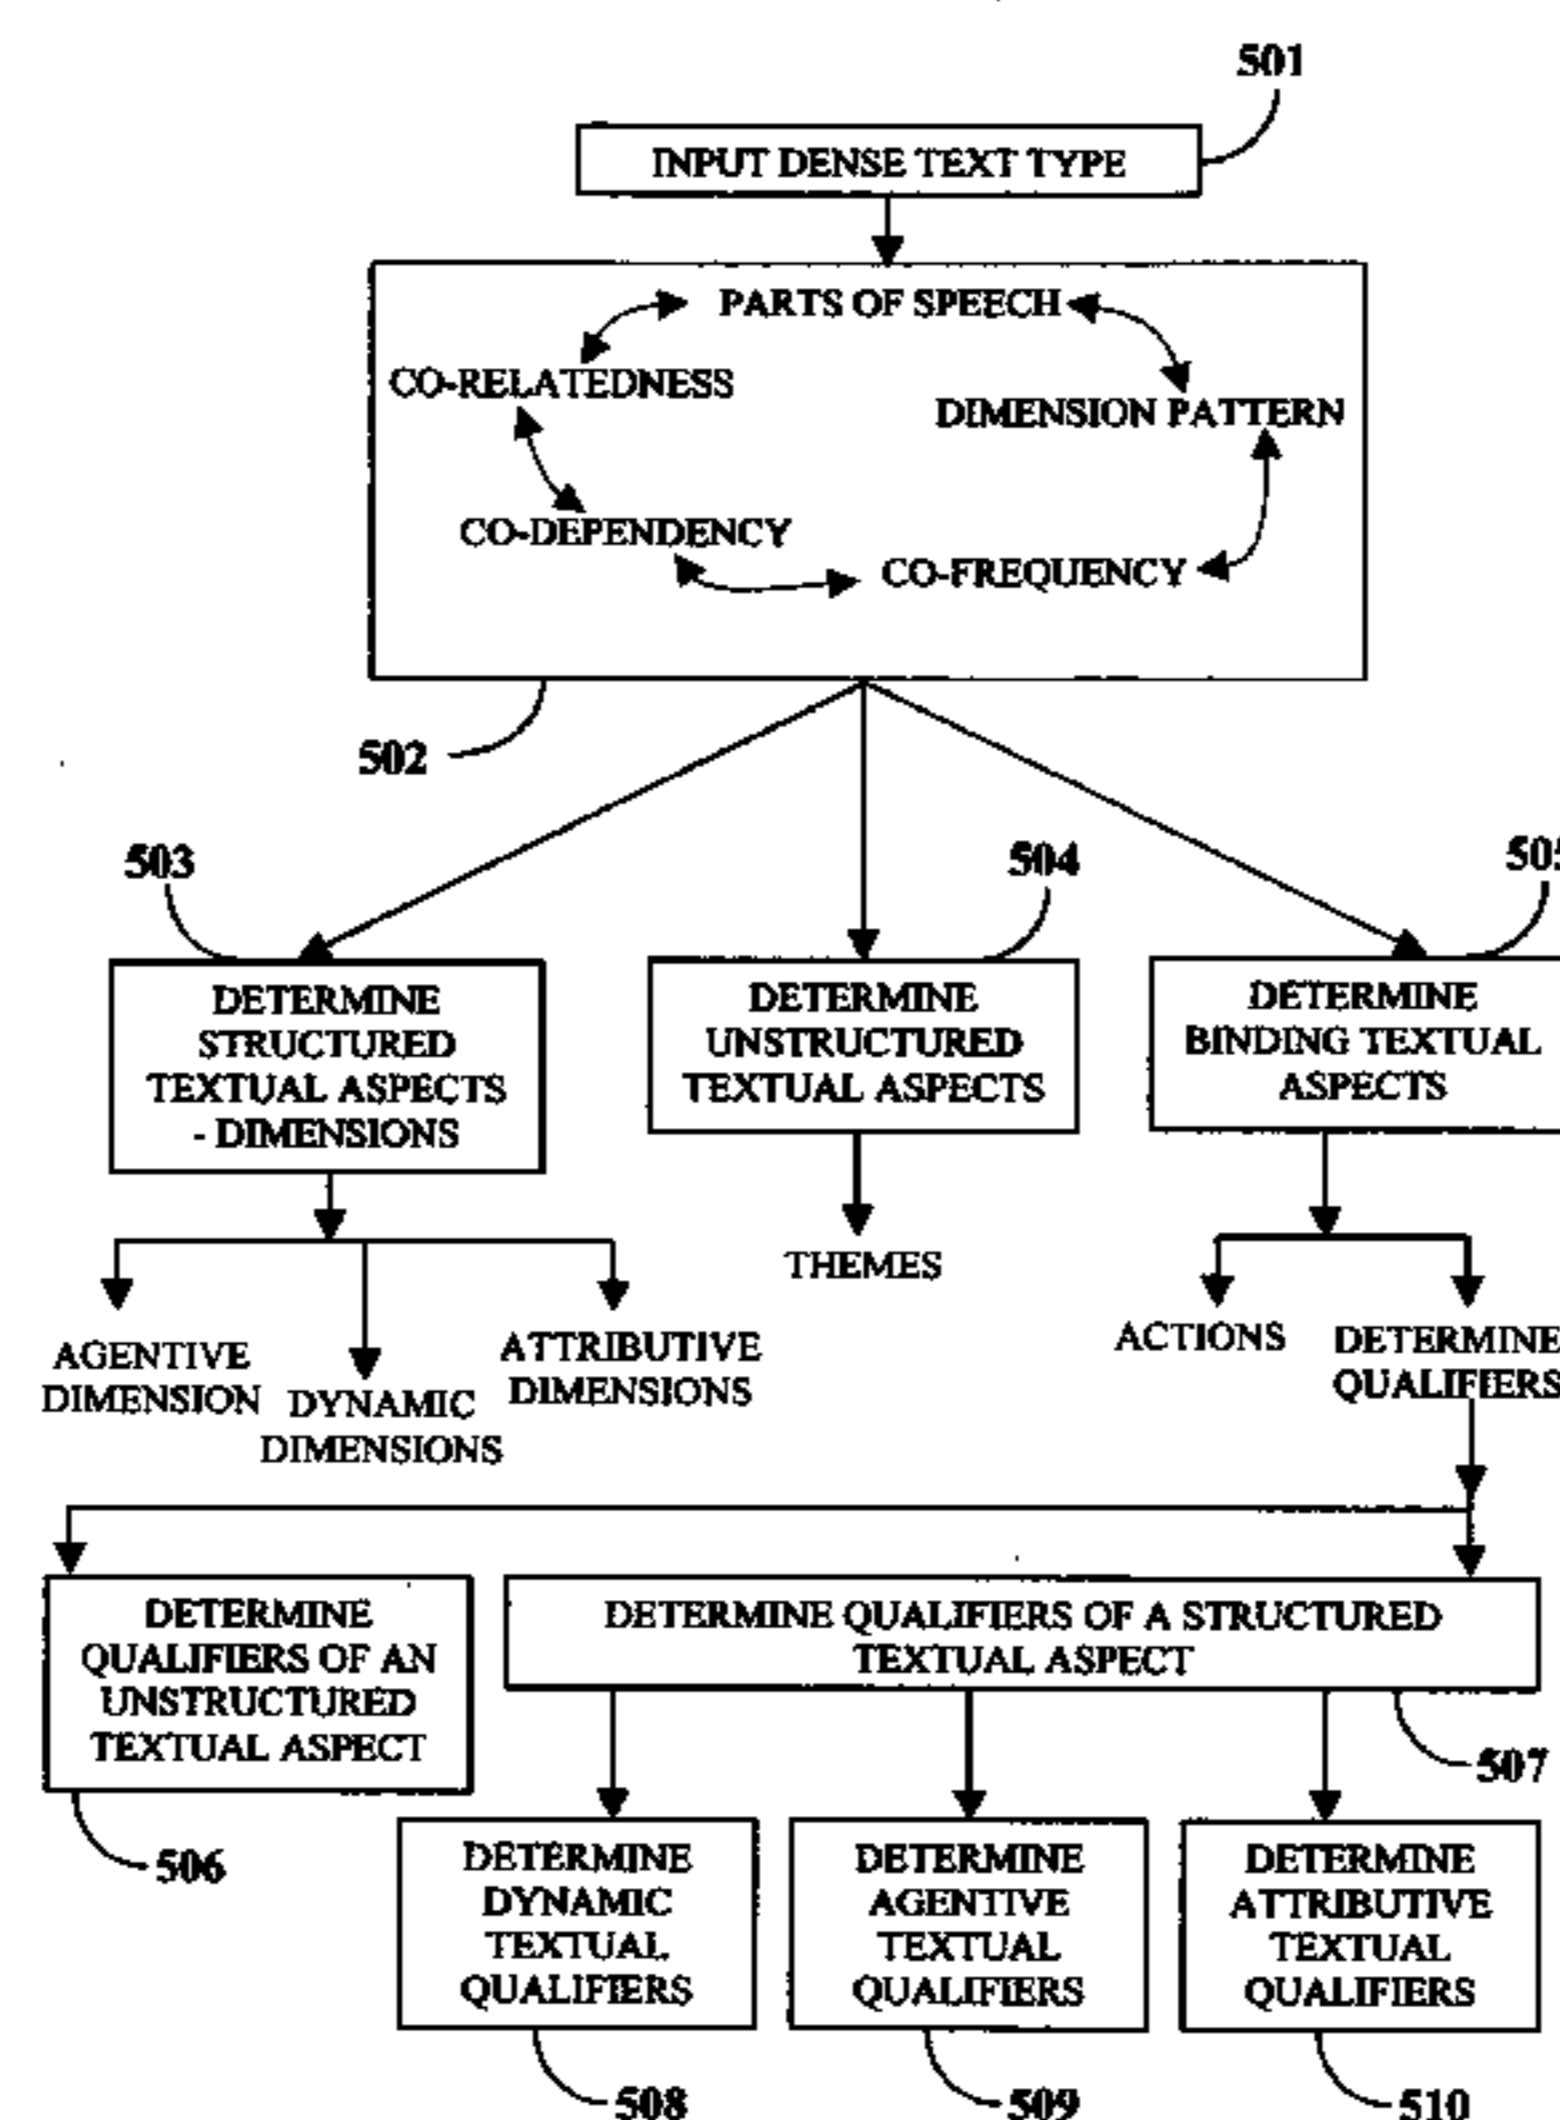 501
INPUT DENSE TEXT TYPE
PARTS OF SPEECH
CO-RELATEDNESS
DIMENSION PATTERN
CO-DEPENDENCY
CO-FREQUENCY
502
503
504
505
DETERMINE
STRUCTURED
TEXTUAL ASPECTS
- DIMENSIONS
DETERMINE
UNSTRUCTURED
TEXTUAL ASPECTS
DETERMINE
BINDING TEXTUAL
ASPECTS
AGENTIVE
DIMENSION
DYNAMIC
DIMENSIONS
ATTRIBUTIVE
DIMENSIONS
THEMES
ACTIONS
DETERMINE
QUALIFIERS
DETERMINE
QUALIFIERS OF AN
UNSTRUCTURED
TEXTUAL ASPECT
DETERMINE QUALIFIERS OF A STRUCTURED
TEXTUAL ASPECT
507
506
DETERMINE
DYNAMIC
TEXTUAL
QUALIFIERS
DETERMINE
AGENTIVE
TEXTUAL
QUALIFIERS
DETERMINE
ATTRIBUTIVE
TEXTUAL
QUALIFIERS
508
509
510